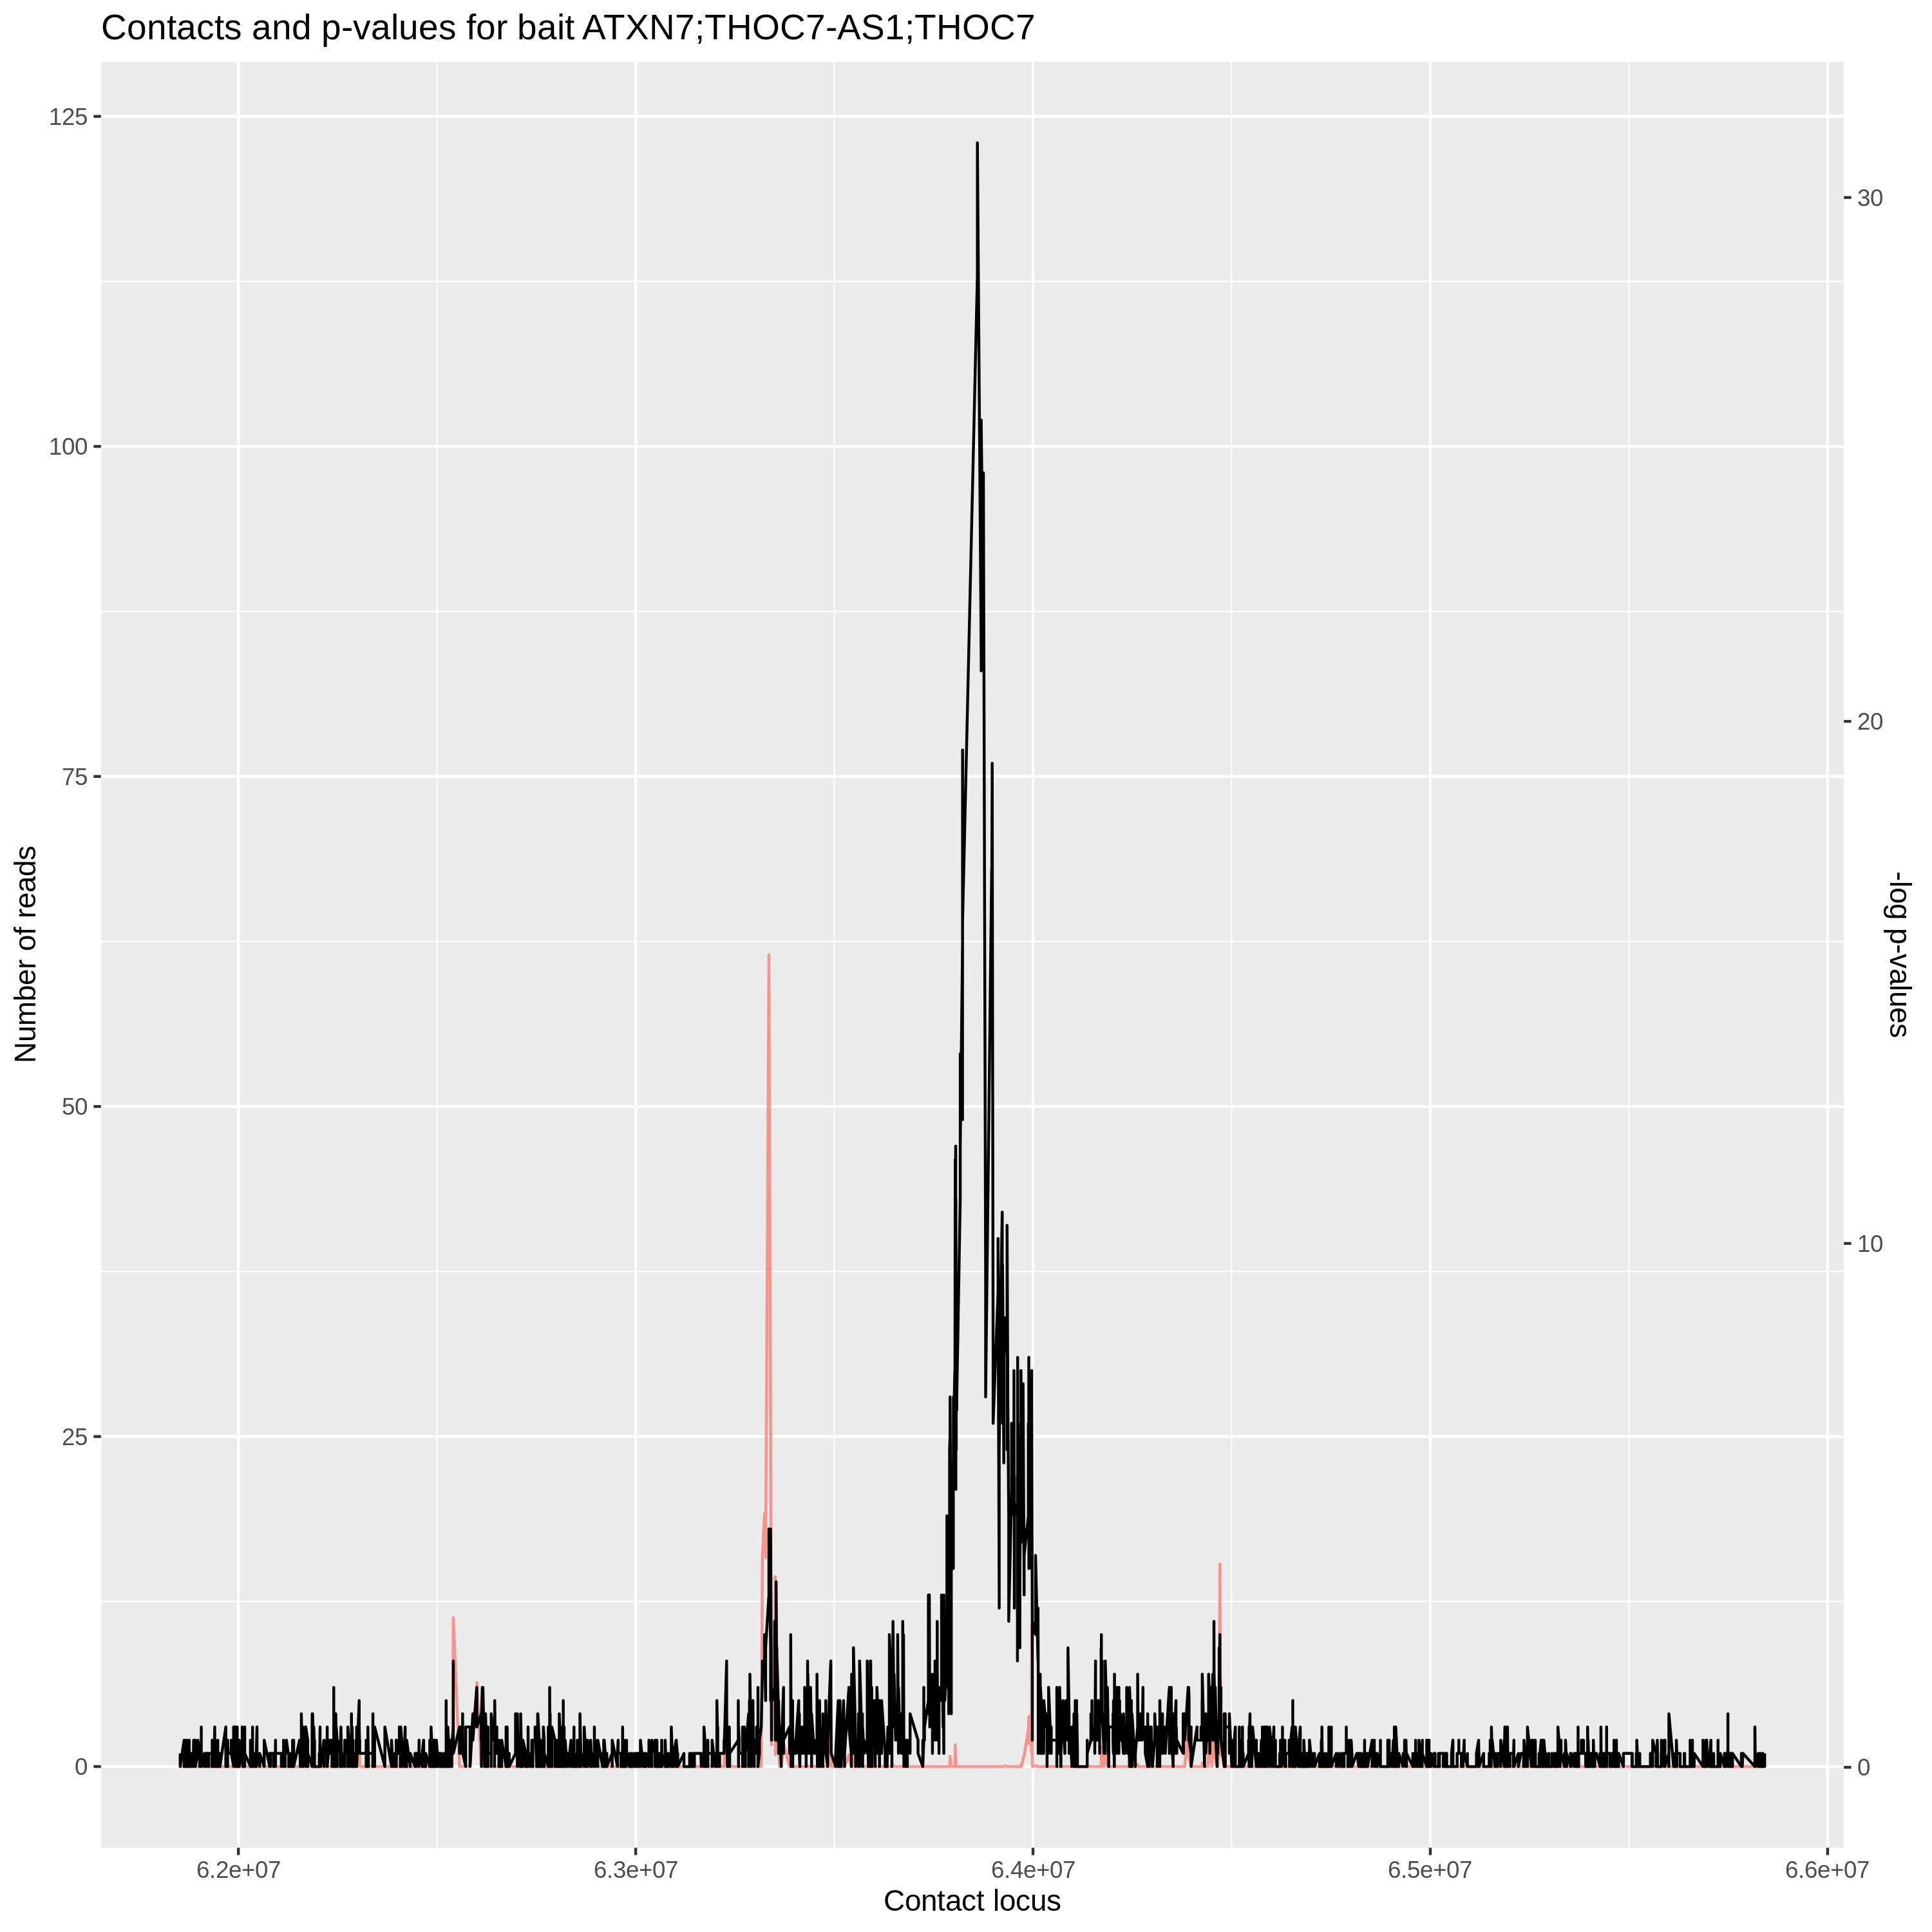 Contacts and p-values for bait ATXN7;THOC7-AS1;THOC7
125
100
75
50
25
0
Number of reads
30
20
10
0
-log p-values
6.2e+07
6.3e+07
6.4e+07
6.5e+07
6.6e+07
Contact locus